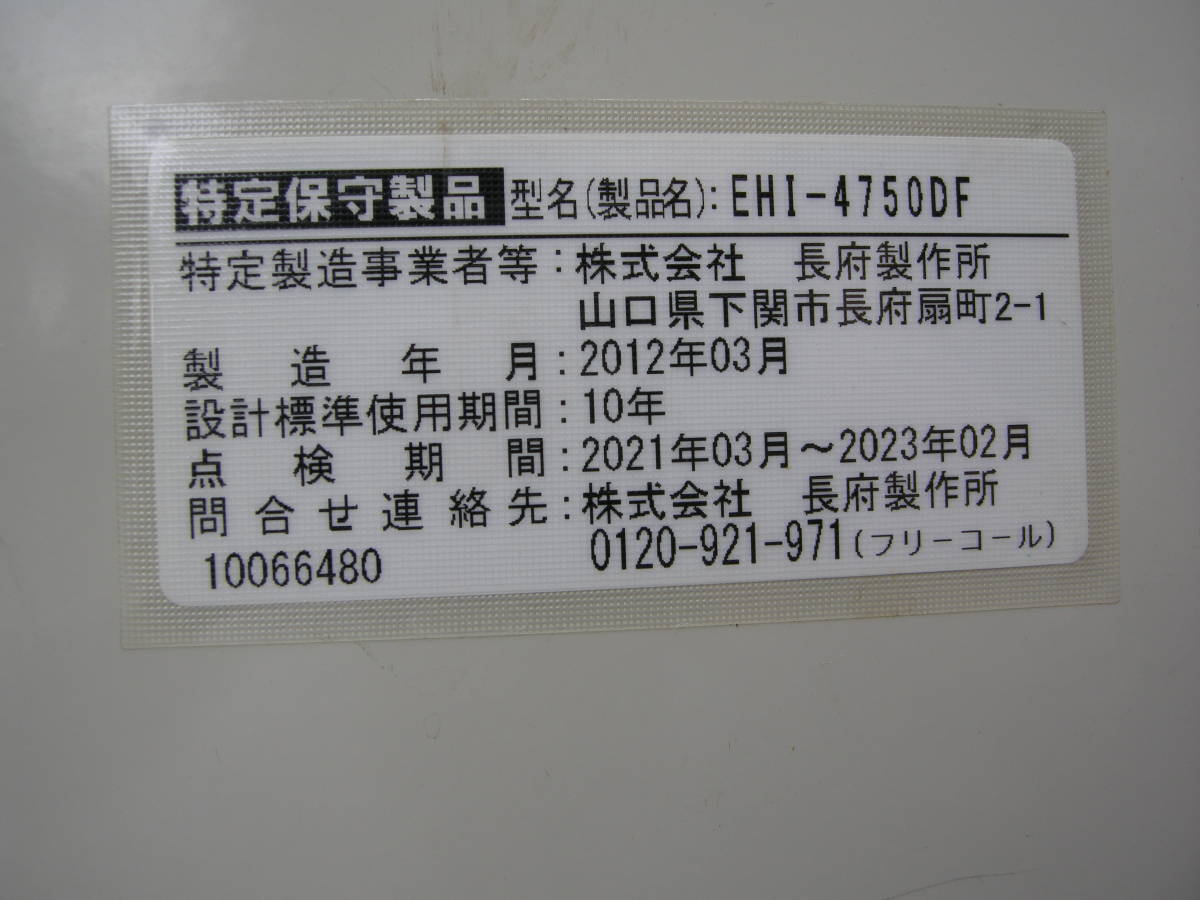 特定保守製品 型名(製品名):EHI-4750DF
特定製造事業者等:株式会社 長府製作所
山口県下関市長府扇町2-1
製造年月:2012年03月
設計標準使用期間:10年
点検期間:2021年03月~2023年02月
問合せ連絡先:株式会社 長府製作所
10066480 0120-921-971(フリーコール)